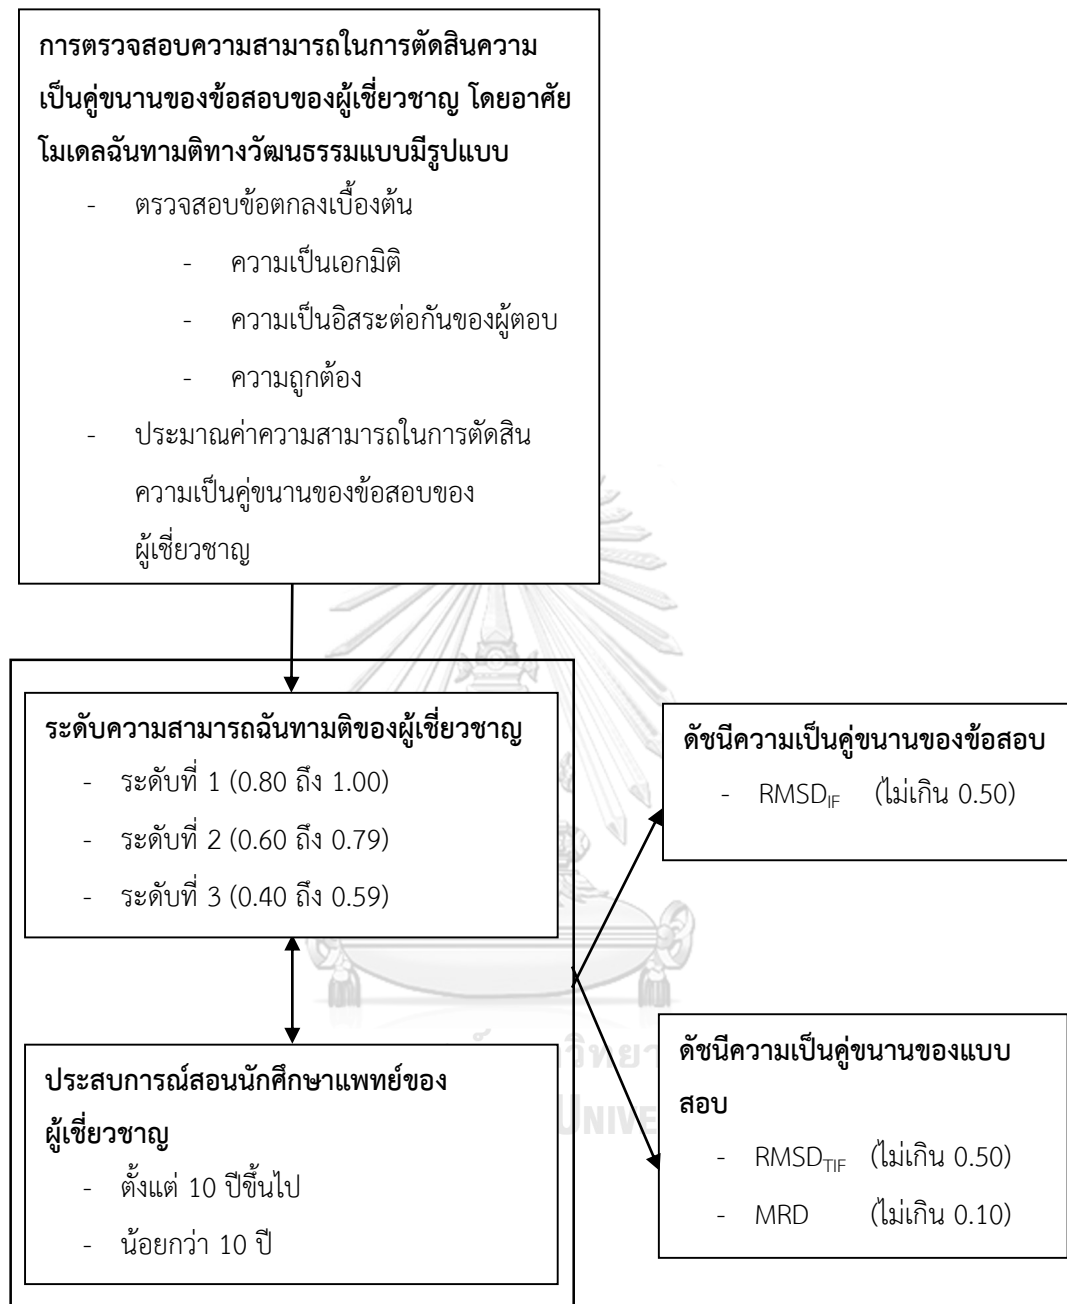 การตรวจสอบความสามารถในการตัดสินความ
เป็นคู่ขนานของข้อสอบของผู้เชี่ยวชาญ โดยอาศัย
โมเดลฉันทามติทางวัฒนธรรมแบบมีรูปแบบ
- ตรวจสอบข้อตกลงเบื้องต้น
- ความเป็นเอกมิติ
- ความเป็นอิสระต่อกันของผู้ตอบ
- ความถูกต้อง
- ประมาณค่าความสามารถในการตัดสิน
ความเป็นคู่ขนานของข้อสอบของ
ผู้เชี่ยวชาญ
ระดับความสามารถฉันทามติของผู้เชี่ยวชาญ
- ระดับที่ 1 (0.80 ถึง 1.00)
- ระดับที่ 2 (0.60 ถึง 0.79)
- ระดับที่ 3 (0.40 ถึง 0.59)
ประสบการณ์สอนนักศึกษาแพทย์ของ
ผู้เชี่ยวชาญ
- ตั้งแต่ 10 ปีขึ้นไป
- น้อยกว่า 10 ปี
ดัชนีความเป็นคู่ขนานของข้อสอบ
- RMSD_IF (ไม่เกิน 0.50)
ดัชนีความเป็นคู่ขนานของแบบ
สอบ
- RMSD_TIF (ไม่เกิน 0.50)
- MRD (ไม่เกิน 0.10)